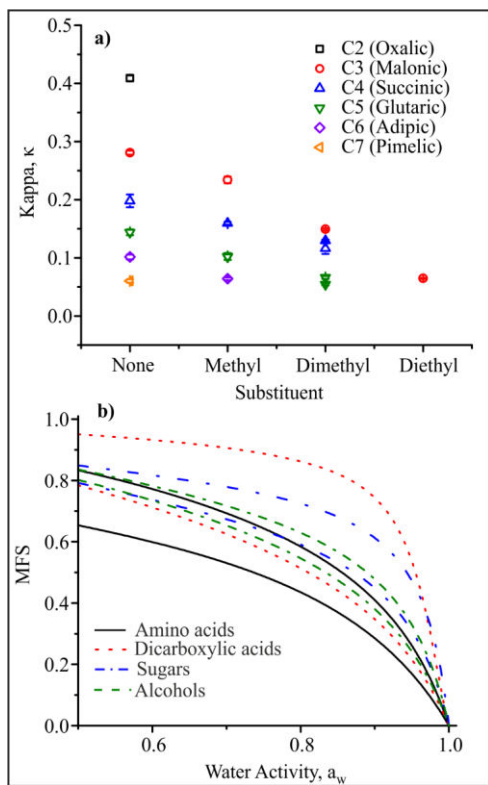 a)
C2 (Oxalic)
C3 (Malonic)
C4 (Succinic)
C5 (Glutaric)
C6 (Adipic)
C7 (Pimelic)
0.5
0.4
0.3
0.2
0.1
0.0
Kappa, κ
None Methyl Dimethyl Diethyl
Substituent
b)
1.0
0.8
0.6
0.4
0.2
0.0
MFS
Amino acids
Dicarboxylic acids
Sugars
Alcohols
0.6 0.8 1.0
Water Activity, aw